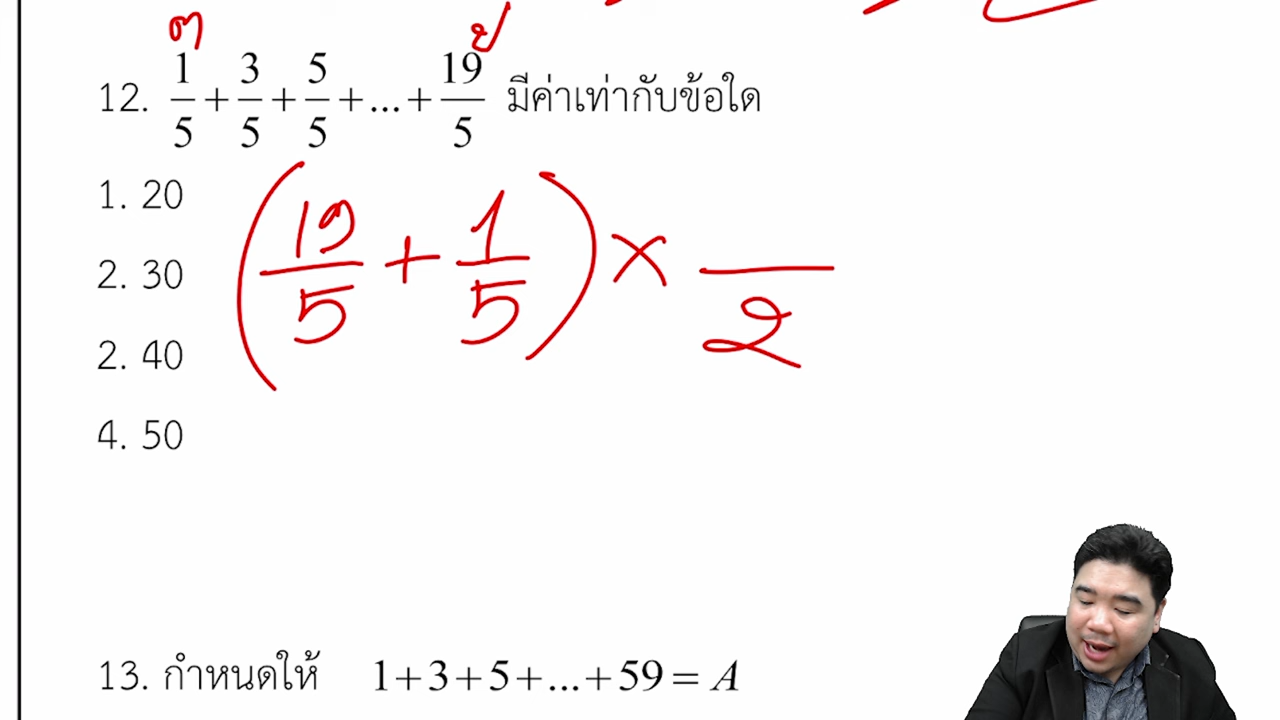 ต ป
12. 1/5 + 3/5 + 5/5 + ... + 19/5 มีค่าเท่ากับข้อใด
1. 20
2. 30
2. 40
4. 50
(19/5 + 1/5) × /2
13. กำหนดให้ 1+3+5+...+59 = A